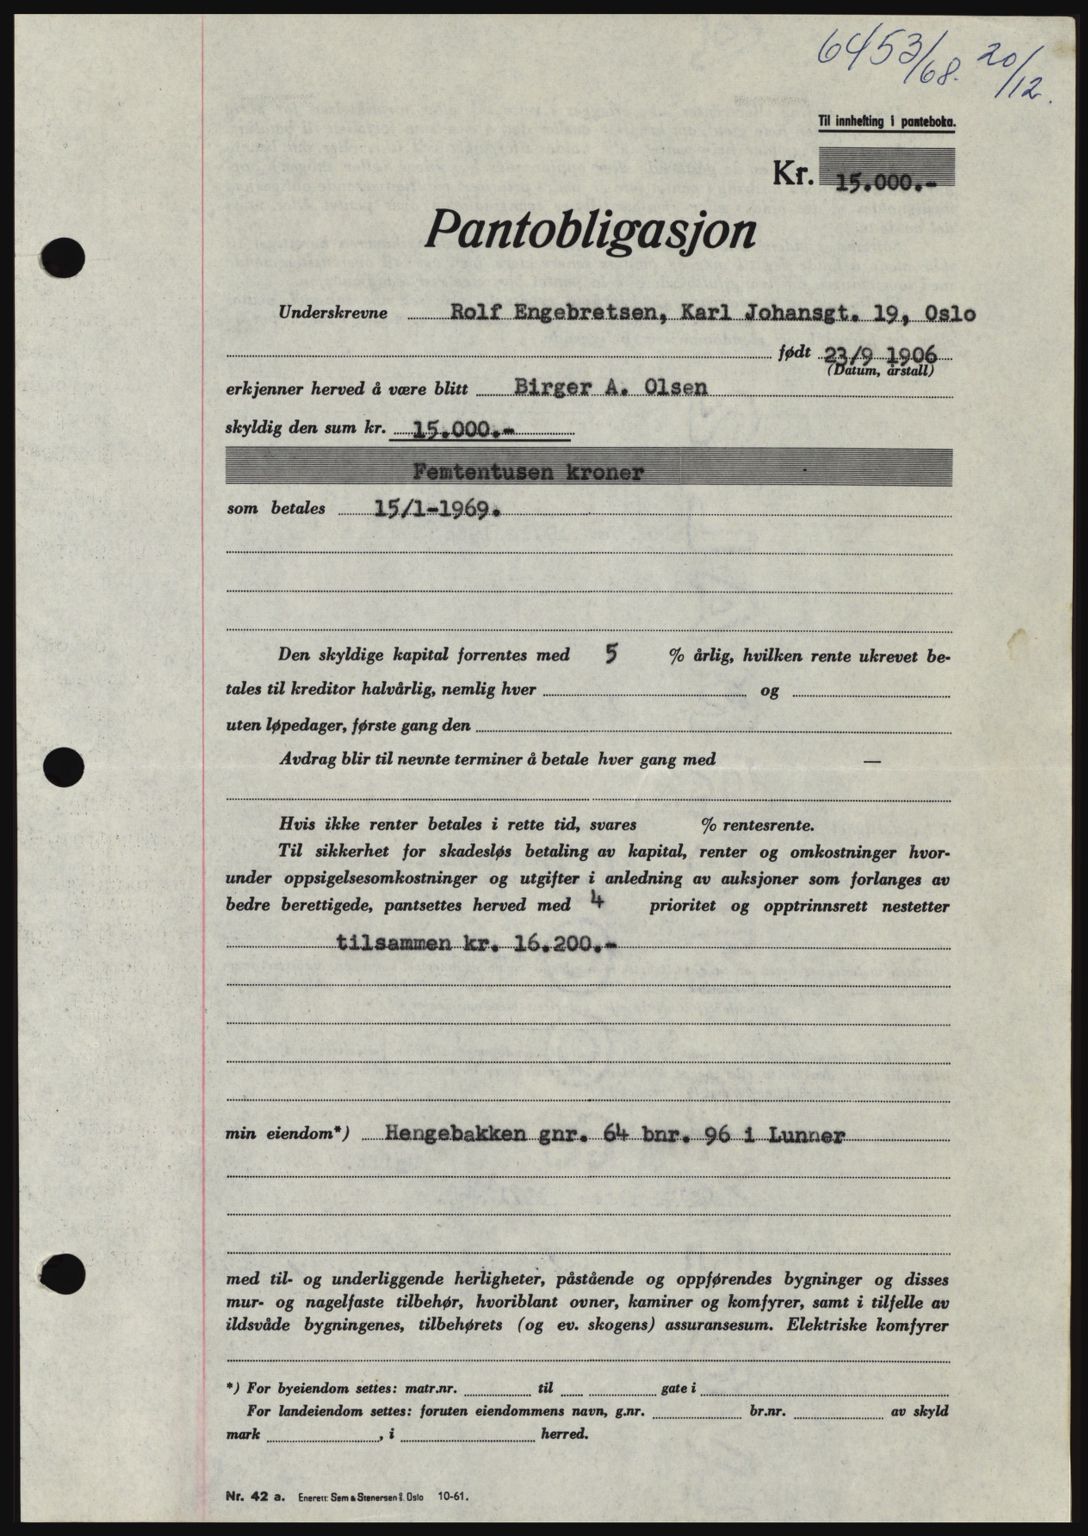 6453/68. 20/12.
Til innhefting i panteboka.
Kr. 15.000.-
Pantobligasjon
Underskrevne Rolf Engebretsen, Karl Johansgt. 19, Oslo
født 23/9 1906
(Datum, årstall)
erkjenner herved å være blitt Birger A. Olsen
skyldig den sum kr. 15.000.-
Femtentusen kroner
som betales 15/1-1969.
Den skyldige kapital forrentes med 5 % årlig, hvilken rente ukrevet be-
tales til kreditor halvårlig, nemlig hver og
uten løpedager, første gang den
Avdrag blir til nevnte terminer å betale hver gang med —
Hvis ikke renter betales i rette tid, svares % rentesrente.
Til sikkerhet for skadesløs betaling av kapital, renter og omkostninger hvor-
under oppsigelsesomkostninger og utgifter i anledning av auksjoner som forlanges av
bedre berettigede, pantsettes herved med 4 prioritet og opptrinnsrett nestetter
tilsammen kr. 16.200.-
min eiendom*) Hengebakken gnr. 64 bnr. 96 i Lunner
med til- og underliggende herligheter, påstående og oppførendes bygninger og disses
mur- og nagelfaste tilbehør, hvoriblant ovner, kaminer og komfyrer, samt i tilfelle av
ildsvåde bygningenes, tilbehørets (og ev. skogens) assuransesum. Elektriske komfyrer
*) For byeiendom settes: matr.nr. til gate i
For landeiendom settes: foruten eiendommens navn, g.nr. br.nr. av skyld
mark , i herred.
Nr. 42 a. Enerett: Sem & Stenersen A/S, Oslo 10-61.